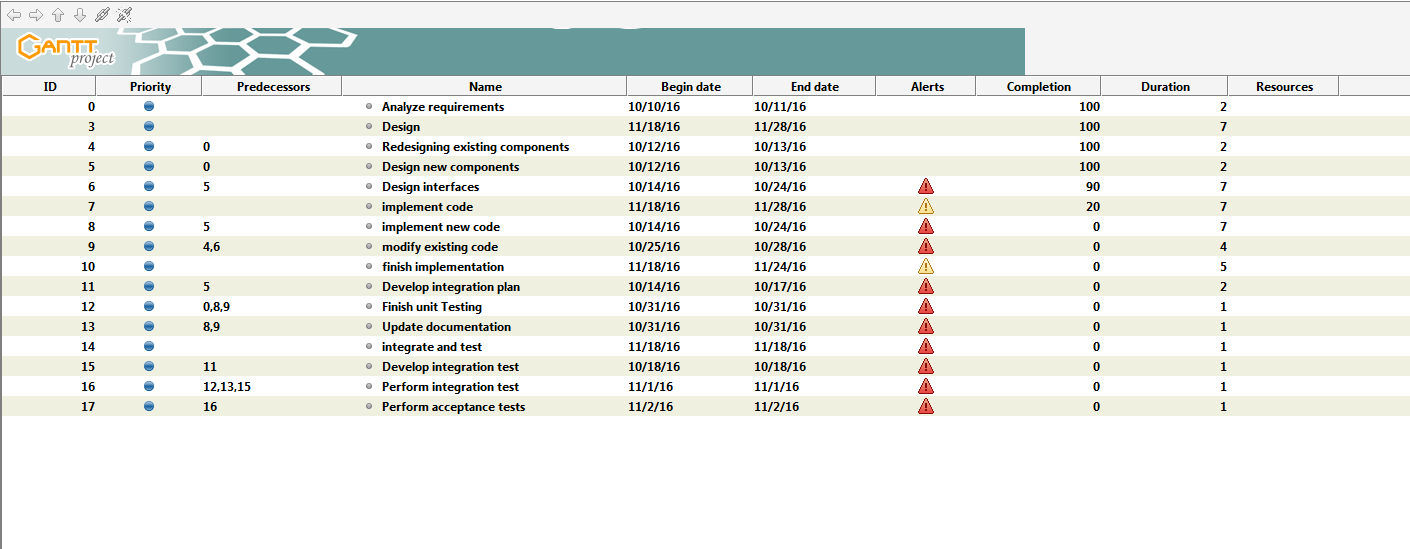 GANTT
project
ID Priority Predecessors Name Begin date End date Alerts Completion Duration Resources
0 Analyze requirements 10/10/16 10/11/16 100 2
3 Design 11/18/16 11/28/16 100 7
4 0 Redesigning existing components 10/12/16 10/13/16 100 2
5 0 Design new components 10/12/16 10/13/16 100 2
6 5 Design interfaces 10/14/16 10/24/16 90 7
7 implement code 11/18/16 11/28/16 20 7
8 5 implement new code 10/14/16 10/24/16 0 7
9 4,6 modify existing code 10/25/16 10/28/16 0 4
10 finish implementation 11/18/16 11/24/16 0 5
11 5 Develop integration plan 10/14/16 10/17/16 0 2
12 0,8,9 Finish unit Testing 10/31/16 10/31/16 0 1
13 8,9 Update documentation 10/31/16 10/31/16 0 1
14 integrate and test 11/18/16 11/18/16 0 1
15 11 Develop integration test 10/18/16 10/18/16 0 1
16 12,13,15 Perform integration test 11/1/16 11/1/16 0 1
17 16 Perform acceptance tests 11/2/16 11/2/16 0 1